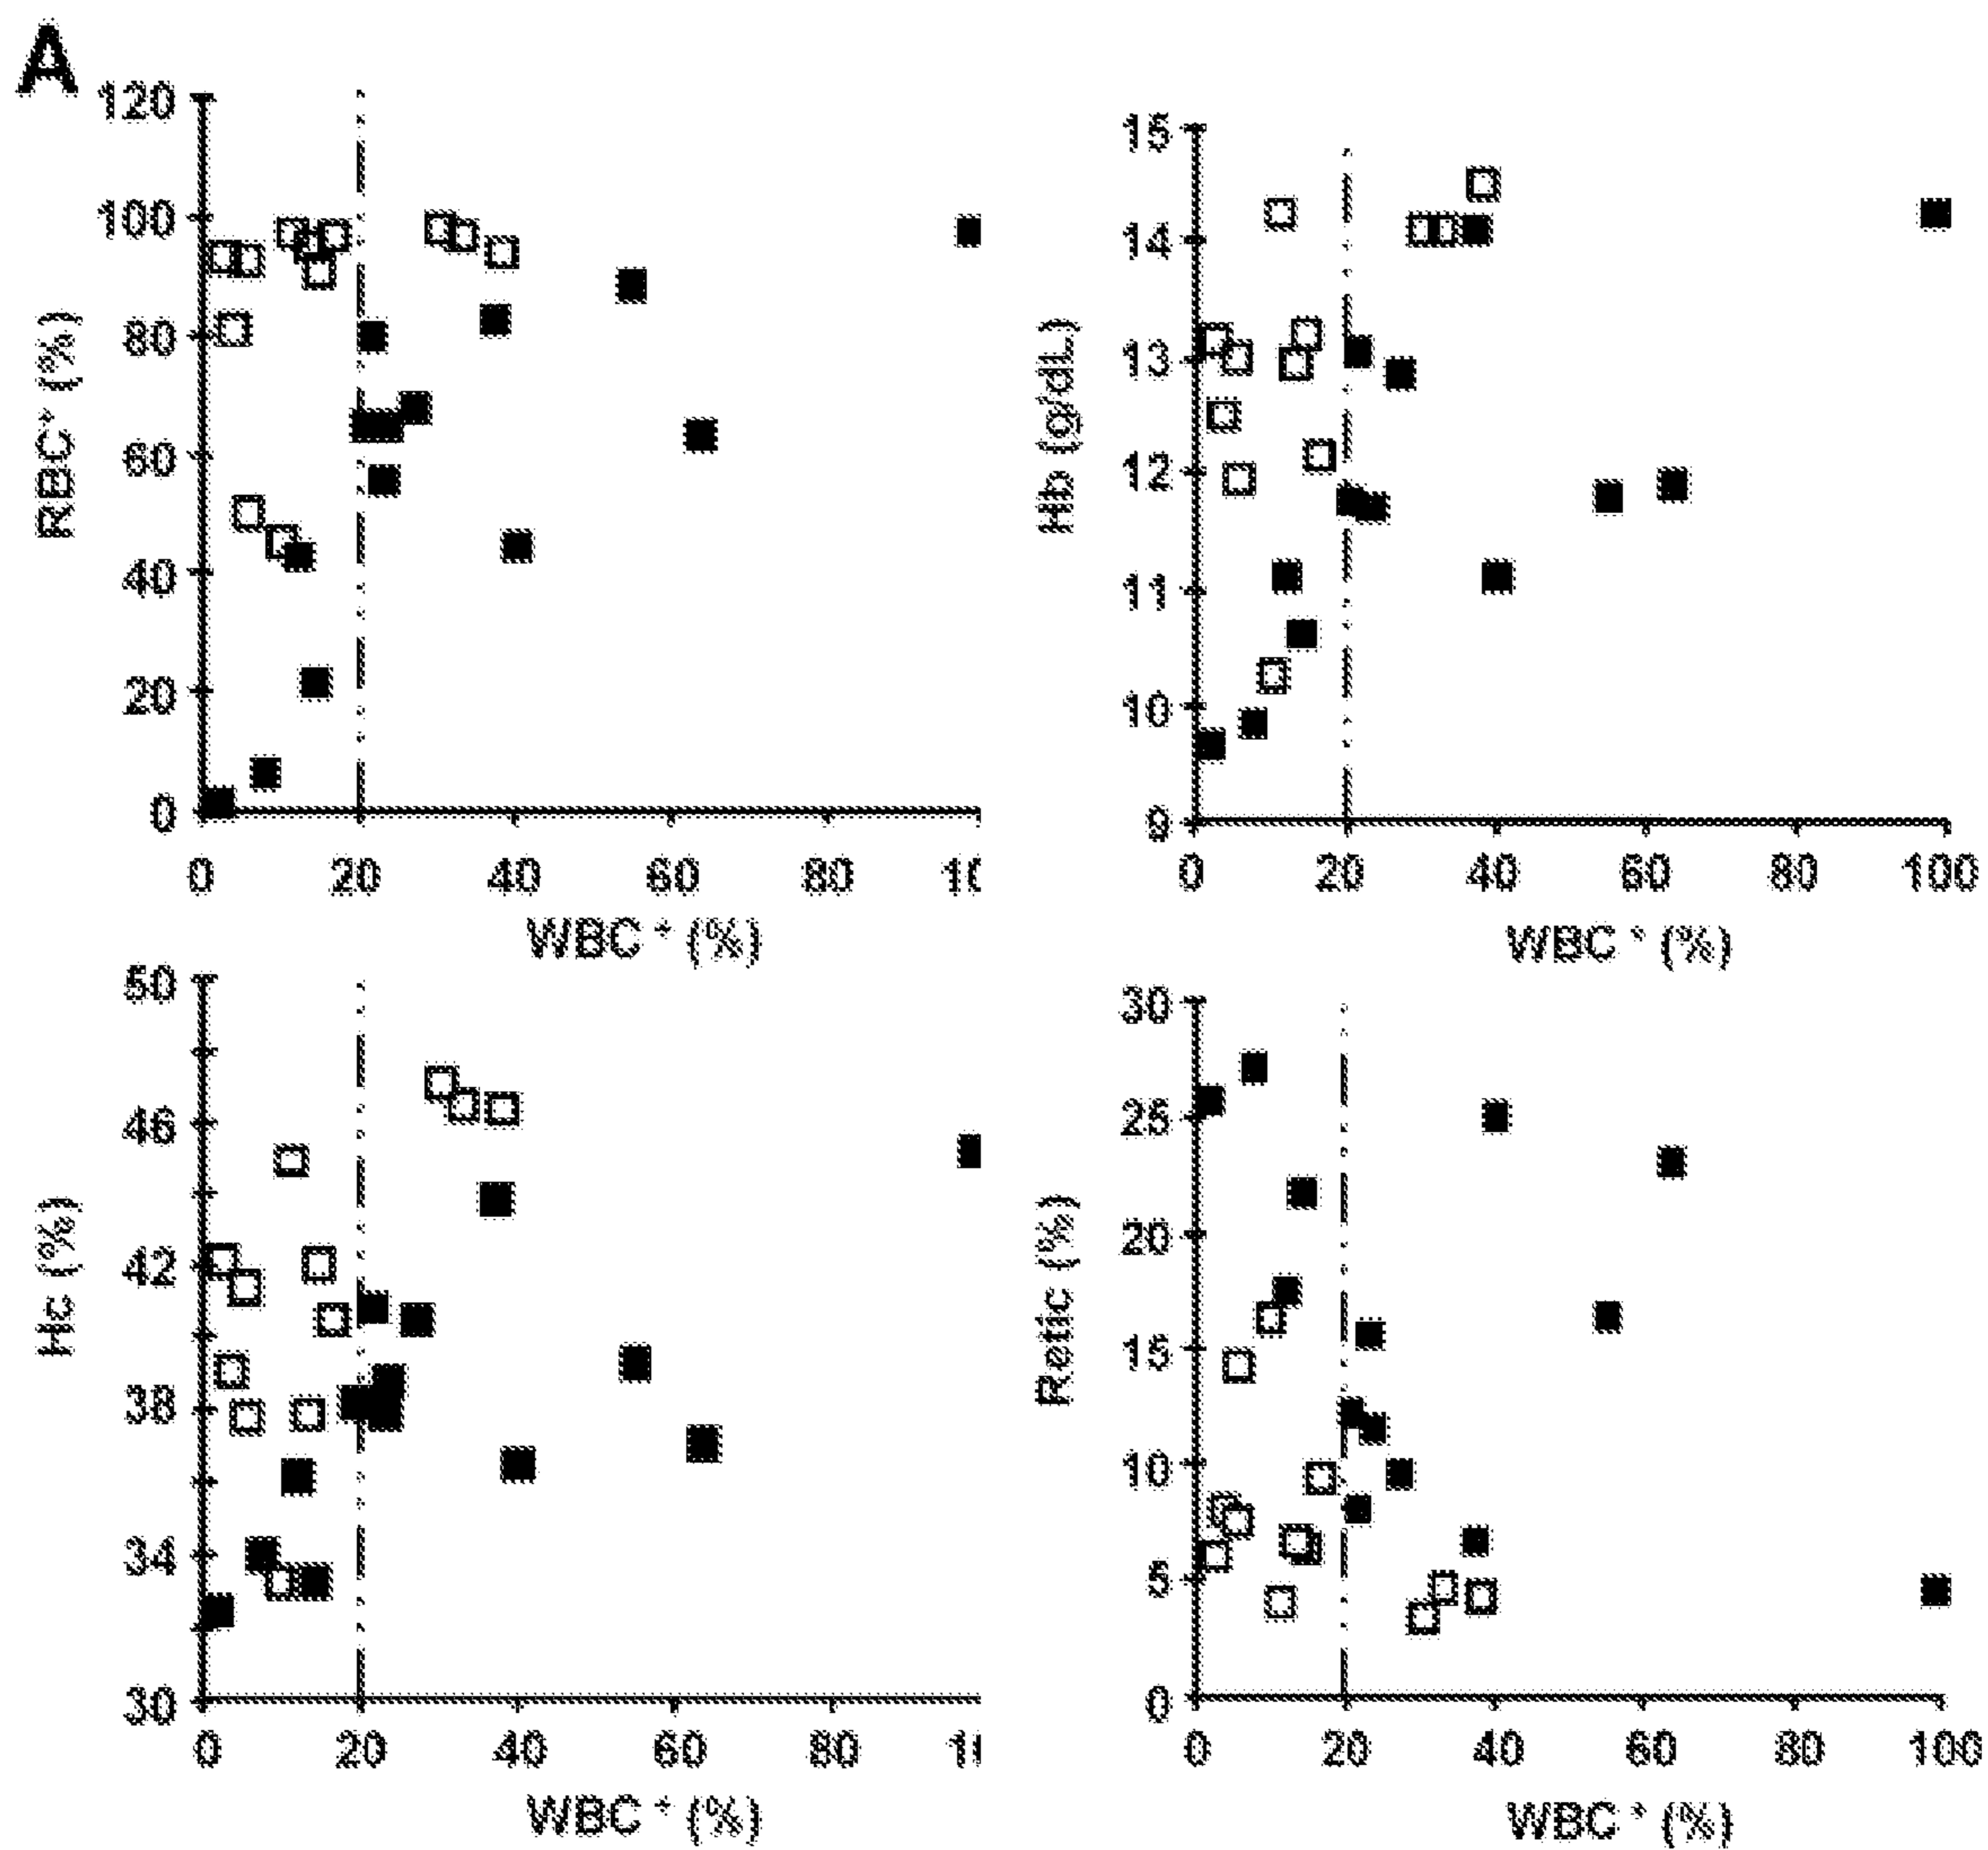 A
120
100
80
60
40
20
0
RBC⁺ (%)
0 20 40 60 80 10
WBC ⁺ (%)
15
14
13
12
11
10
9
Hb (g/dL)
0 20 40 60 80 100
WBC ⁺ (%)
50
46
42
38
34
30
Hc (%)
0 20 40 60 80 1
WBC ⁺ (%)
30
25
20
15
10
5
0
Retic (%)
0 20 40 60 80 100
WBC ⁺ (%)